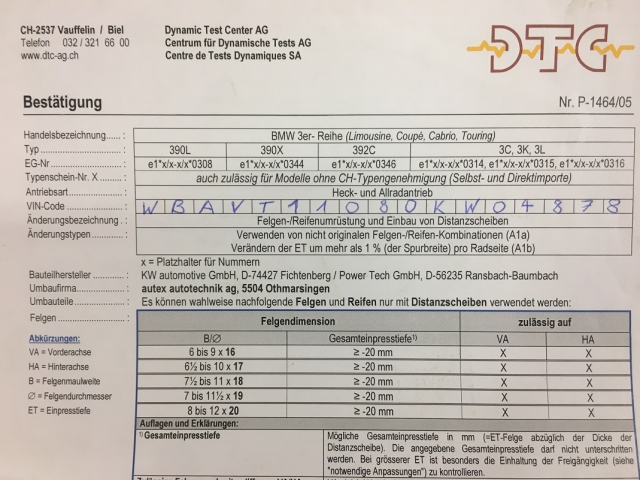 CH-2537 Vauffelin / Biel
Telefon 032 / 321 66 00
www.dtc-ag.ch
Dynamic Test Center AG
Centrum für Dynamische Tests AG
Centre de Tests Dynamiques SA
DTC
Bestätigung Nr. P-1464/05
Handelsbezeichnung.....: BMW 3er- Reihe (Limousine, Coupé, Cabrio, Touring)
Typ: 390L 390X 392C 3C, 3K, 3L
EG-Nr: e1*x/x-x/x*0308 e1*x/x-x/x*0344 e1*x/x-x/x*0346 e1*x/x-x/x*0314, e1*x/x-x/x*0315, e1*x/x-x/x*0316
Typenschein-Nr. X: auch zulässig für Modelle ohne CH-Typengenehmigung (Selbst- und Direktimporte)
Antriebsart: Heck- und Allradantrieb
VIN-Code: W B A V T 1 1 0 8 0 K W 0 4 8 7 8
Änderungsbezeichnung.: Felgen-/Reifenumrüstung und Einbau von Distanzscheiben
Änderungstypen: Verwenden von nicht originalen Felgen-/Reifen-Kombinationen (A1a)
Verändern der ET um mehr als 1 % (der Spurbreite) pro Radseite (A1b)
x = Platzhalter für Nummern
Bauteilhersteller: KW automotive GmbH, D-74427 Fichtenberg / Power Tech GmbH, D-56235 Ransbach-Baumbach
Umbaufirma: autex autotechnik ag, 5504 Othmarsingen
Umbauteile: Es können wahlweise nachfolgende Felgen und Reifen nur mit Distanzscheiben verwendet werden:
Felgen: Felgendimension zulässig auf
B/Ø Gesamteinpresstiefe¹⁾ VA HA
6 bis 9 x 16 ≥ -20 mm X X
6½ bis 10 x 17 ≥ -20 mm X X
7½ bis 11 x 18 ≥ -20 mm X X
7 bis 11½ x 19 ≥ -20 mm X X
8 bis 12 x 20 ≥ -20 mm X X
Abkürzungen:
VA = Vorderachse
HA = Hinterachse
B = Felgenmaulweite
Ø = Felgendurchmesser
ET = Einpresstiefe
Auflagen und Erklärungen:
¹⁾ Gesamteinpresstiefe
Mögliche Gesamteinpresstiefe in mm (=ET-Felge abzüglich der Dicke der
Distanzscheibe). Die angegebene Gesamteinpresstiefe darf nicht unterschritten
werden. Bei grösserer ET ist besonders die Einhaltung der Freigängigkeit (siehe
"notwendige Anpassungen") zu kontrollieren.